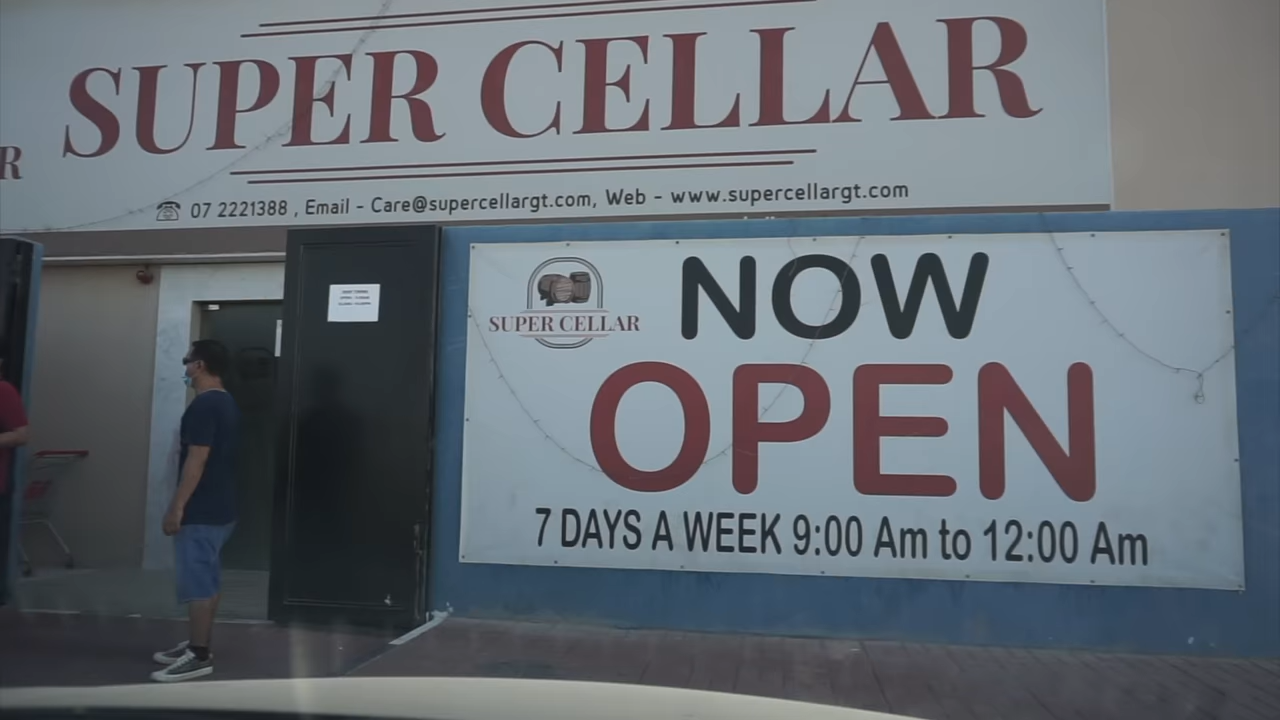 SUPER CELLAR
R
07 2221388 , Email - Care@supercellargt.com, Web - www.supercellargt.com
SUPER CELLAR
NOW
OPEN
7 DAYS A WEEK 9:00 Am to 12:00 Am